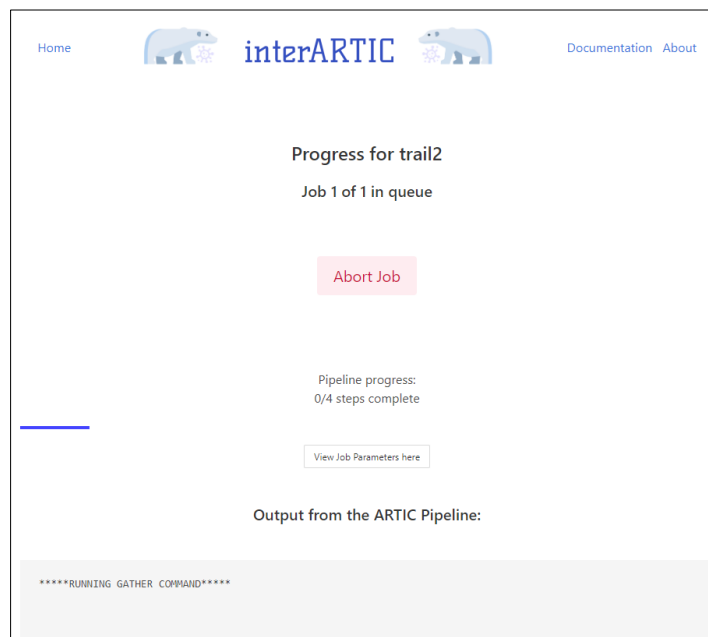 Home
interARTIC
Documentation About
Progress for trail2
Job 1 of 1 in queue
Abort Job
Pipeline progress:
0/4 steps complete
View Job Parameters here
Output from the ARTIC Pipeline:
*****RUNNING GATHER COMMAND*****